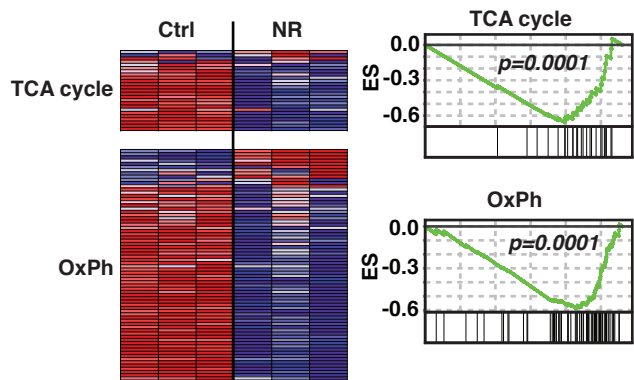 Ctrl NR
TCA cycle
OxPh
TCA cycle
0.0
-0.3
-0.6
ES
p=0.0001
OxPh
0.0
-0.3
-0.6
ES
p=0.0001